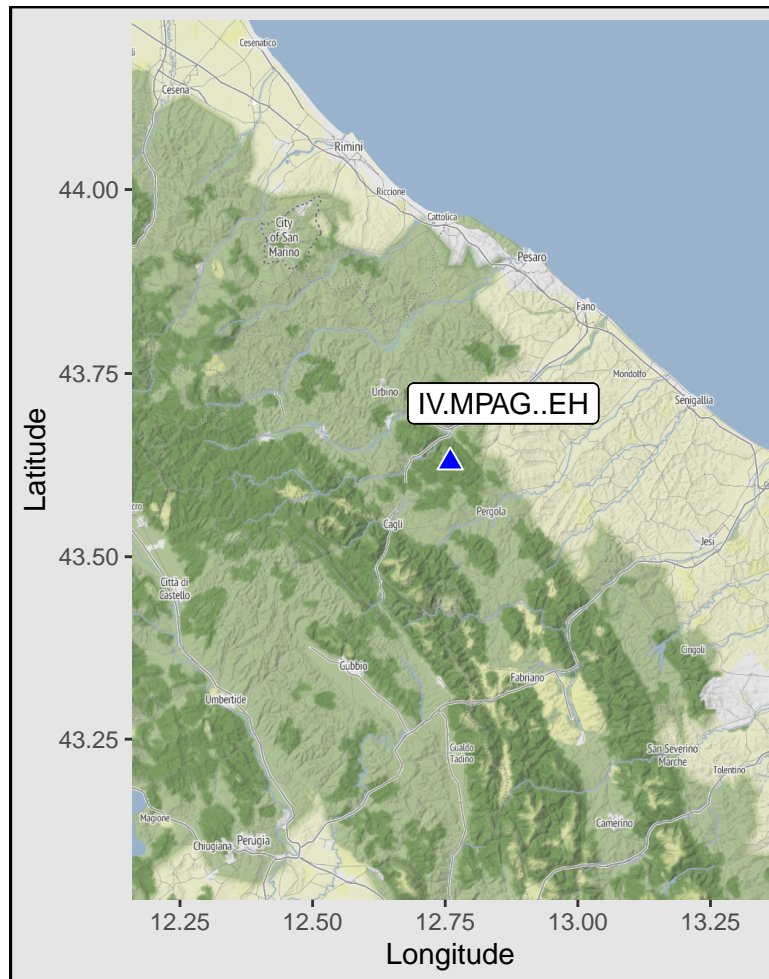 Cesenatico
Cesena
Rimini
Riccione
44.00
City
of San
Marino
Cattolica
Pesaro
Fano
43.75
Mondolfo
Urbino
Senigallia
IV.MPAG..EH
Latitude
Pergola
Cagli
43.50
Jesi
Città di
Castello
Cingoli
Gubbio
Fabriano
Umbertide
43.25
Gualdo
Tadino
San Severino
Marche
Tolentino
Magione
Camerino
Perugia
Chiugiana
12.25
12.50
12.75
13.00
13.25
Longitude